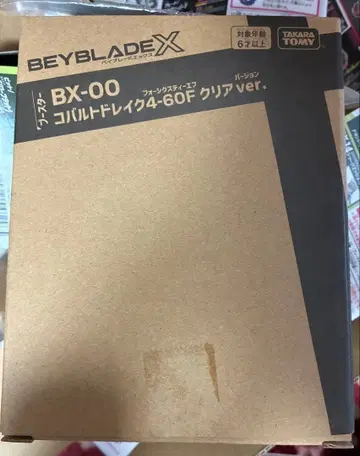 BEYBLADE X
ベイブレードエックス
対象年齢
6才以上
TAKARA
TOMY
ブースター
BX-00
フォーシックスティーエフ
バージョン
コバルトドレイク4-60F クリア ver.